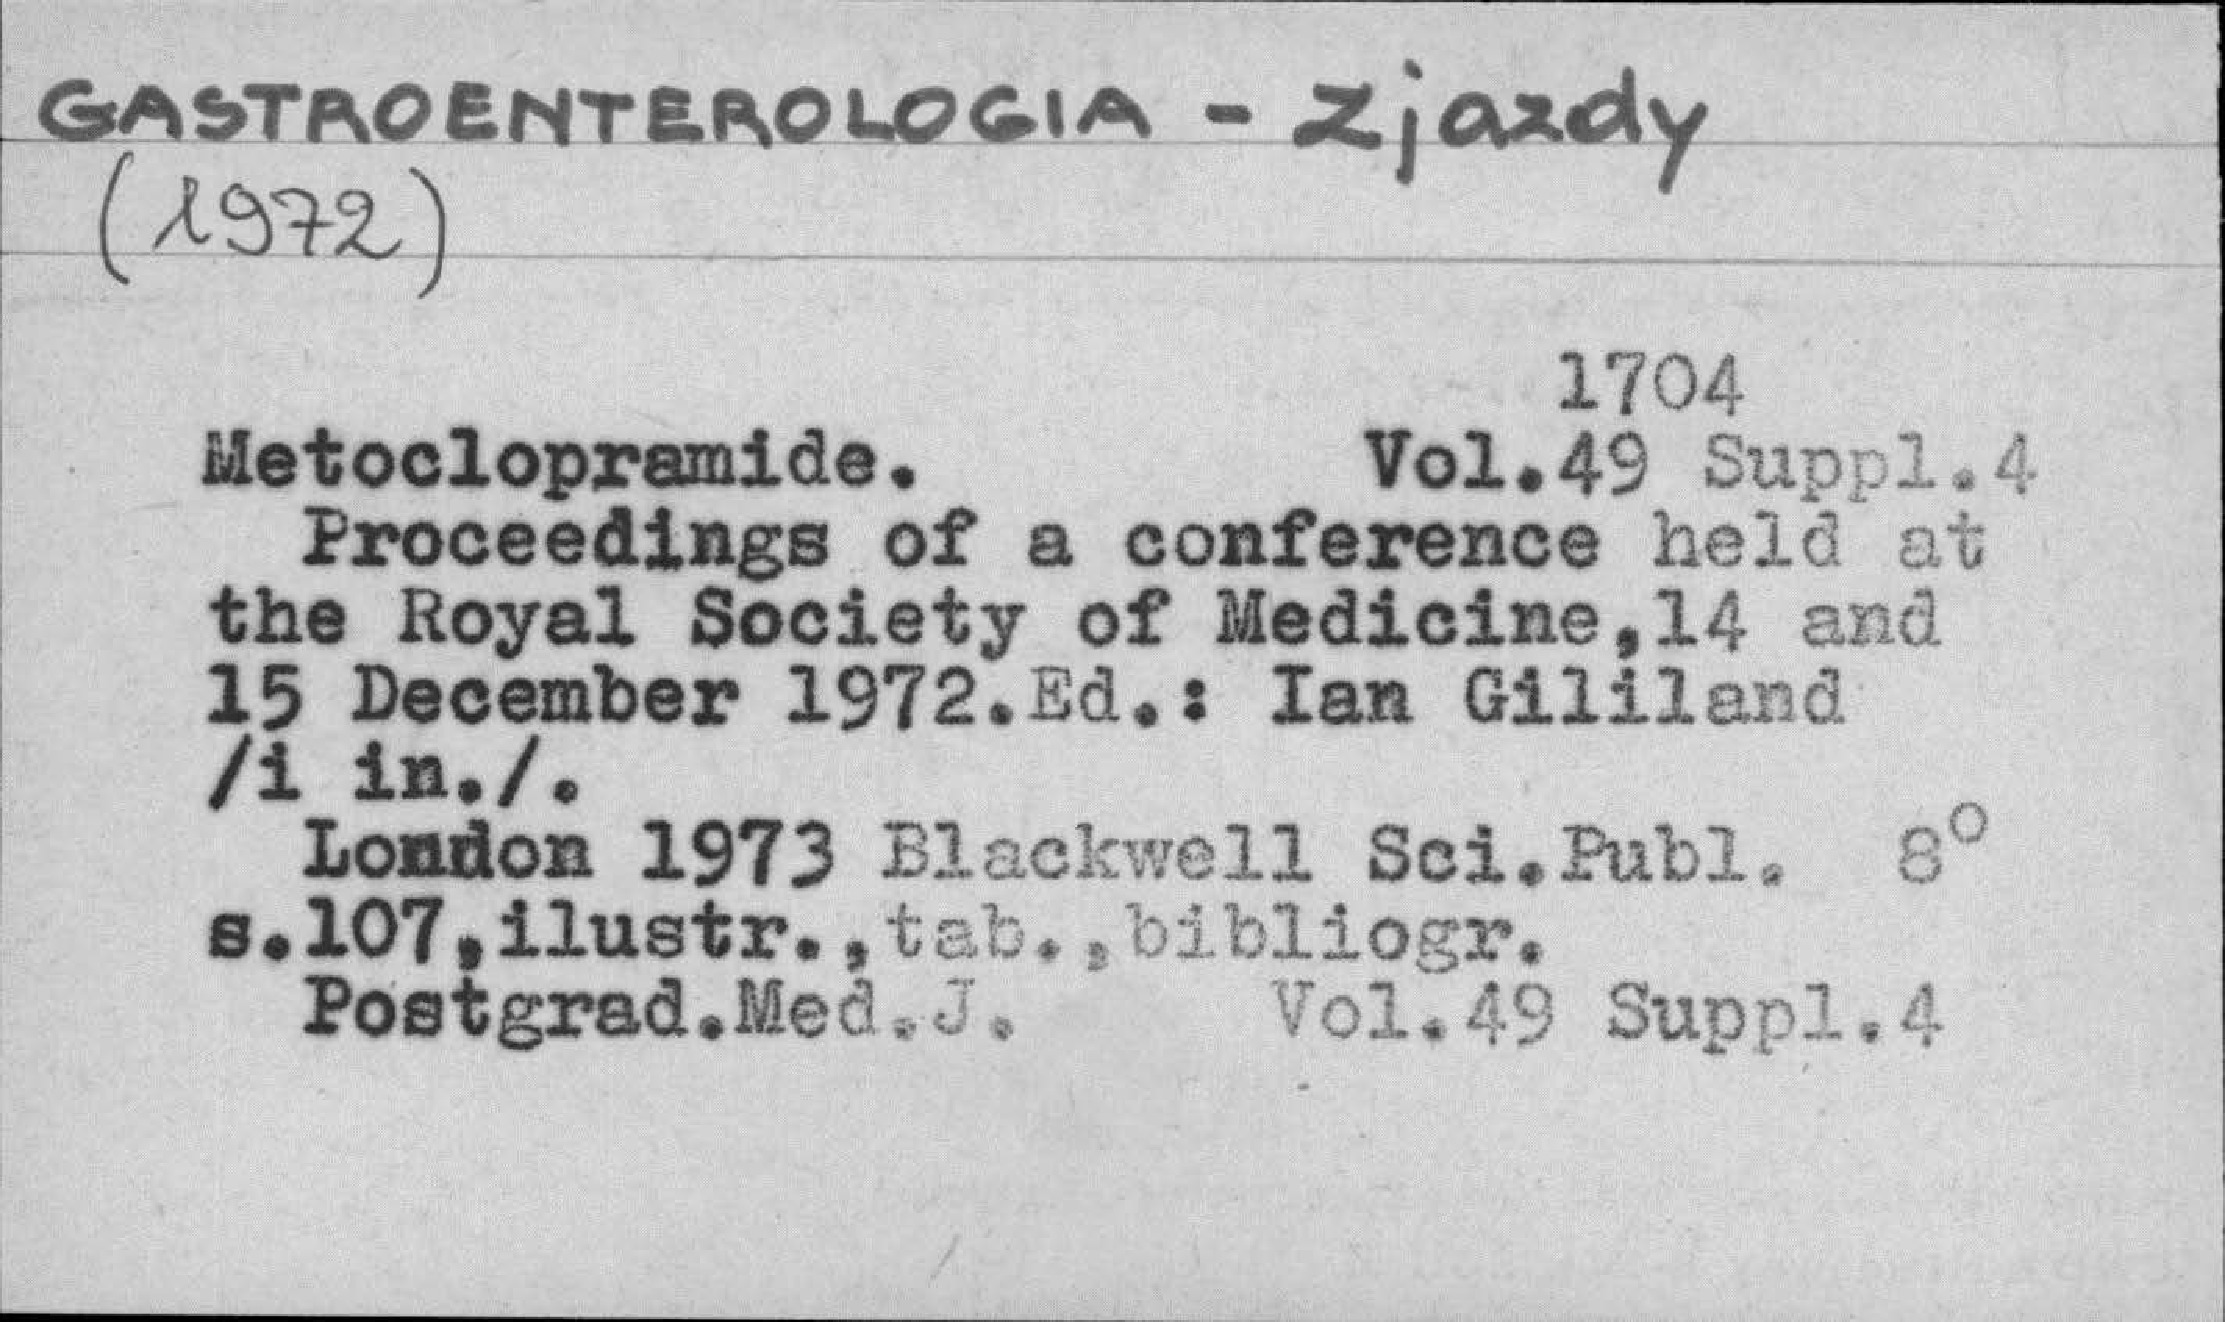 GASTROENTEROLOGIA - zjazdy
(1972)
1704
Metoclopramide. Vol.49 Suppl.4
Proceedings of a conference held at
the Royal Society of Medicine,14 and
15 December 1972.Ed.: Ian Gililand
/i in./.
London 1973 Blackwell Sci.Publ. 8°
s.107,ilustr.,tab.,bibliogr.
Postgrad.Med.J. Vol.49 Suppl.4